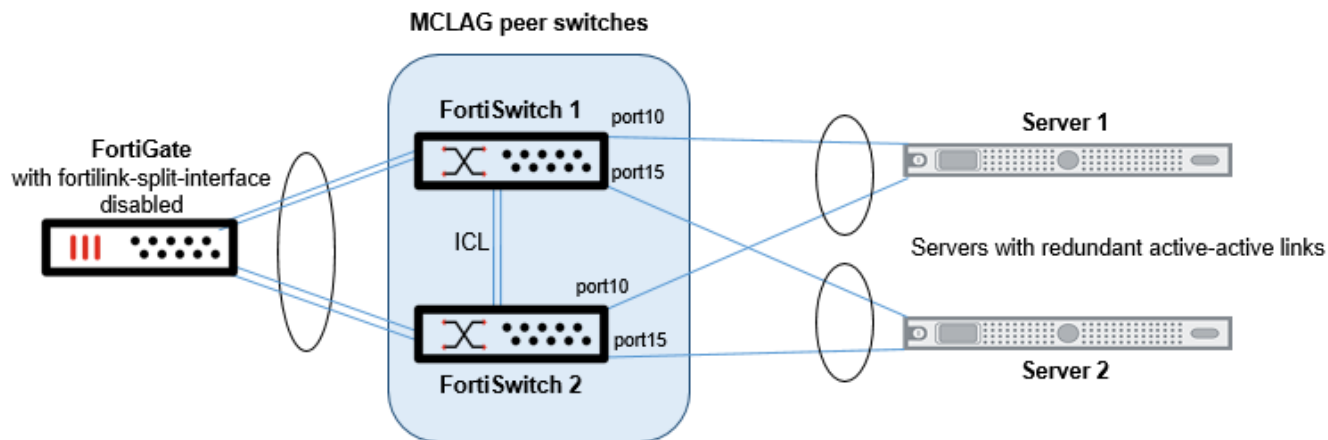 MCLAG peer switches
FortiSwitch 1
port10
port15
FortiGate
with fortilink-split-interface
disabled
ICL
port10
port15
FortiSwitch 2
Server 1
Servers with redundant active-active links
Server 2